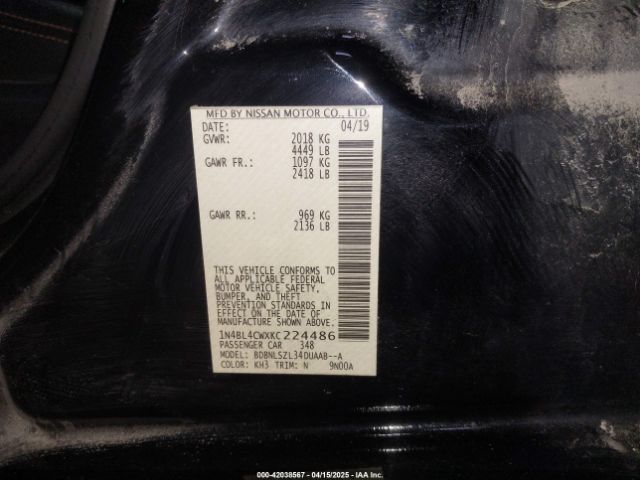 MFD BY NISSAN MOTOR CO., LTD.
DATE: 04/19
GVWR: 2018 KG
4449 LB
GAWR FR.: 1097 KG
2418 LB
GAWR RR.: 969 KG
2136 LB
THIS VEHICLE CONFORMS TO
ALL APPLICABLE FEDERAL
MOTOR VEHICLE SAFETY,
BUMPER, AND THEFT
PREVENTION STANDARDS IN
EFFECT ON THE DATE OF
MANUFACTURE SHOWN ABOVE.
1N4BL4CWXKC224486
PASSENGER CAR 348
MODEL: BDBNLSZL34DUAAB--A
COLOR: KH3 TRIM: N 9N00A
000-42038567 - 04/15/2025 - IAA Inc.